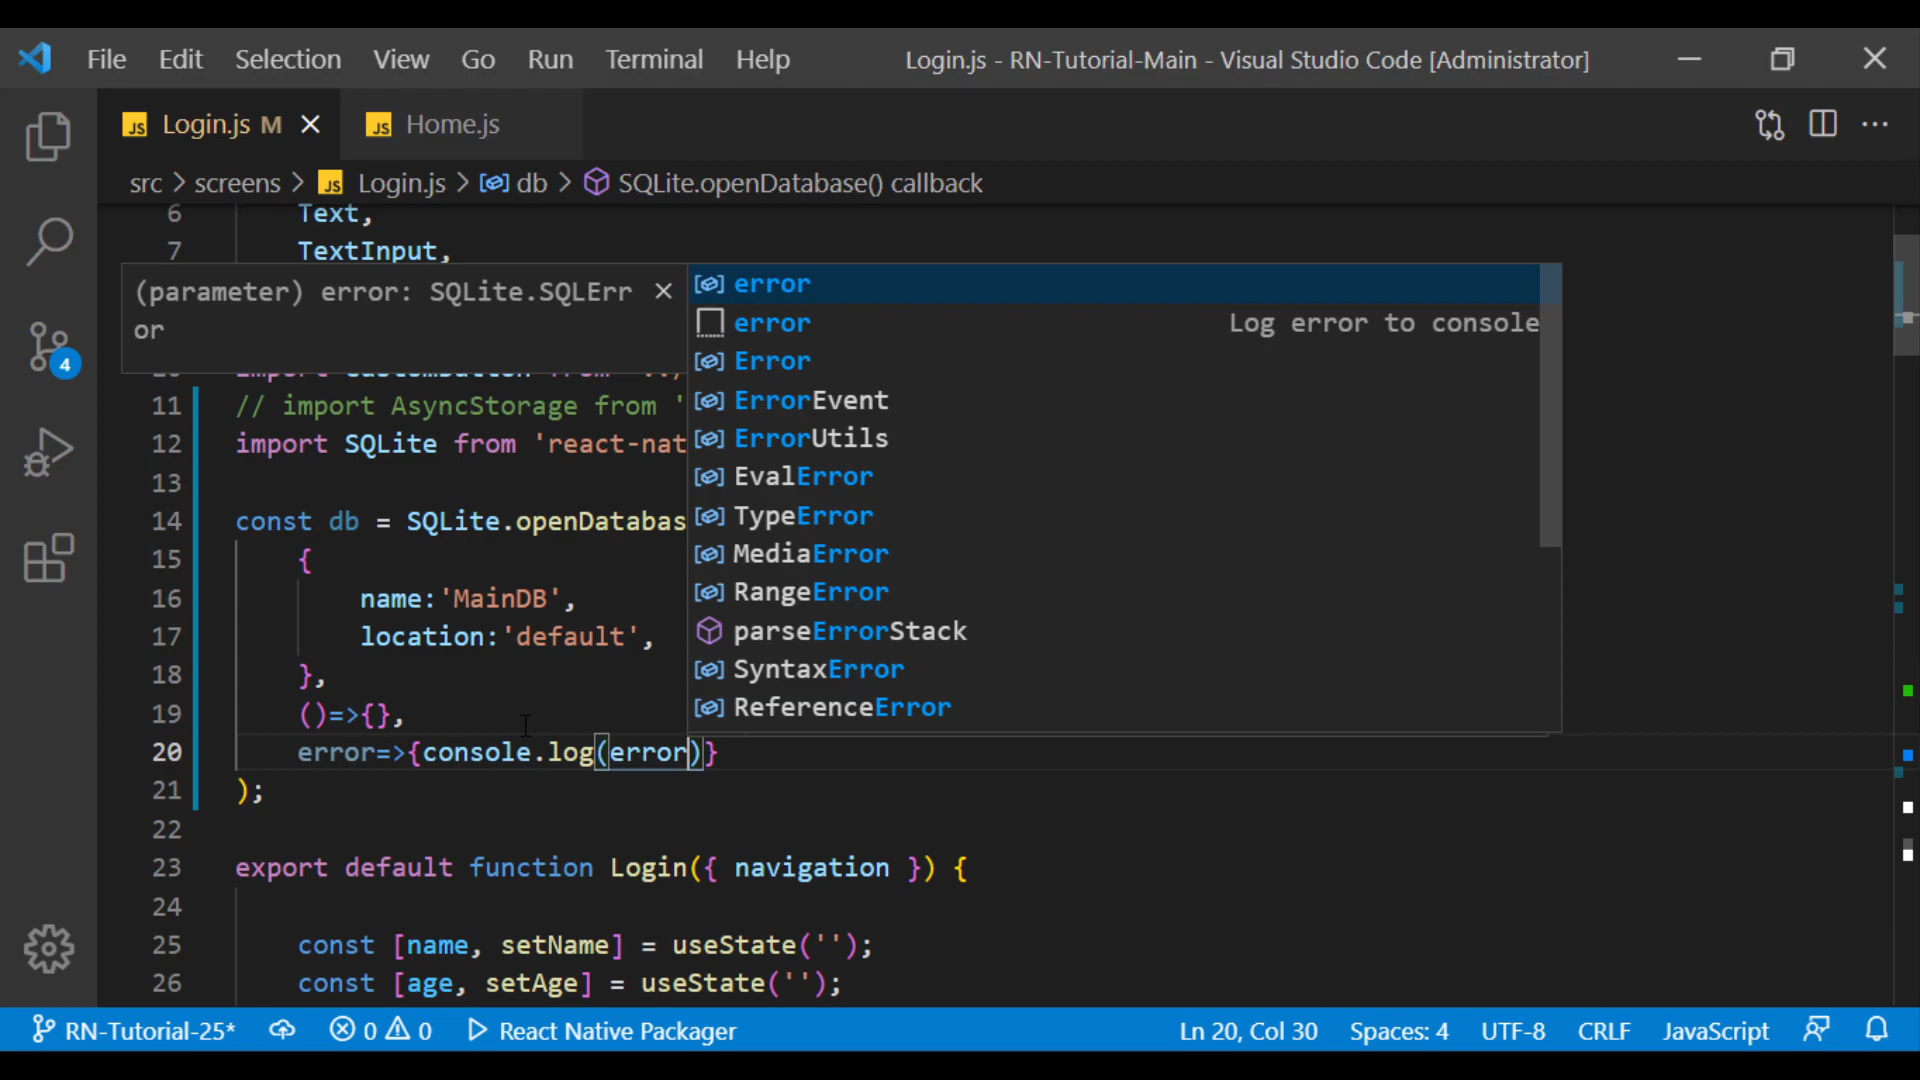 File Edit Selection View Go Run Terminal Help Login.js - RN-Tutorial-Main - Visual Studio Code [Administrator]
JS Login.js M JS Home.js
src > screens > JS Login.js > db > SQLite.openDatabase() callback
6 Text,
7 TextInput,
(parameter) error: SQLite.SQLErr
or
error
error Log error to console
Error
ErrorEvent
ErrorUtils
EvalError
TypeError
MediaError
RangeError
parseErrorStack
SyntaxError
ReferenceError
4
11 // import AsyncStorage from '
12 import SQLite from 'react-nat
13
14 const db = SQLite.openDatabas
15 {
16 name:'MainDB',
17 location:'default',
18 },
19 ()=>{},
20 error=>{console.log(error)}
21 );
22
23 export default function Login({ navigation }) {
24
25 const [name, setName] = useState('');
26 const [age, setAge] = useState('');
RN-Tutorial-25* 0 0 React Native Packager Ln 20, Col 30 Spaces: 4 UTF-8 CRLF JavaScript